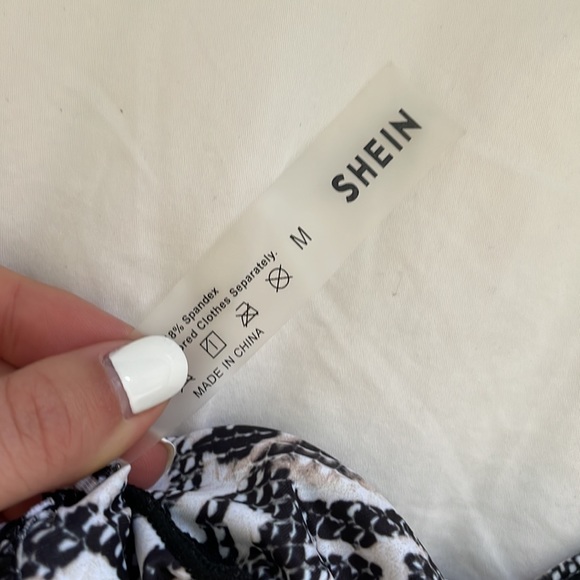 SHEIN
M
8% Spandex
red Clothes Separately.
MADE IN CHINA